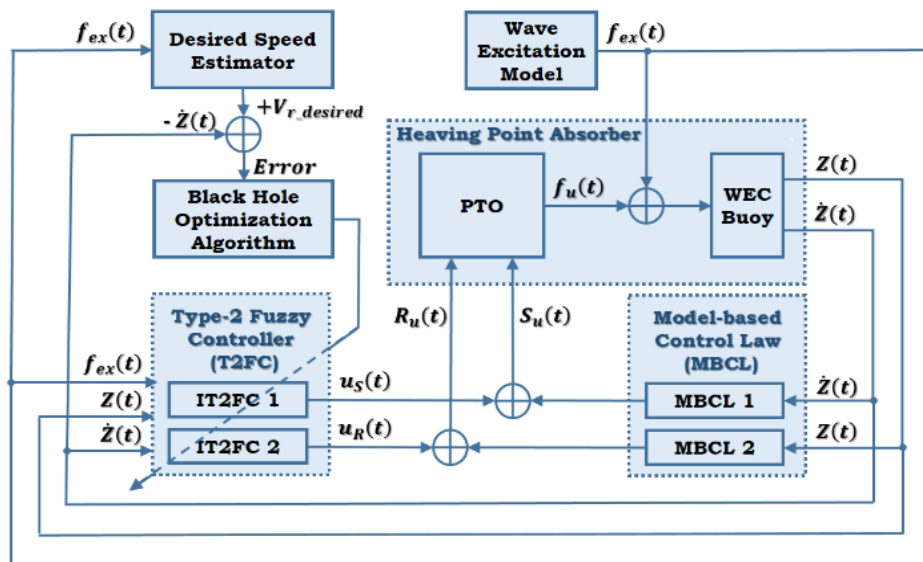 f_ex(t)
Desired Speed
Estimator
Wave
Excitation
Model
f_ex(t)
+V_r_desired
- Ż(t)
Error
Heaving Point Absorber
Black Hole
Optimization
Algorithm
PTO
f_u(t)
WEC
Buoy
Z(t)
Ż(t)
Type-2 Fuzzy
Controller
(T2FC)
R_u(t)
S_u(t)
Model-based
Control Law
(MBCL)
f_ex(t)
Z(t)
Ż(t)
IT2FC 1
u_S(t)
MBCL 1
Ż(t)
IT2FC 2
u_R(t)
MBCL 2
Z(t)